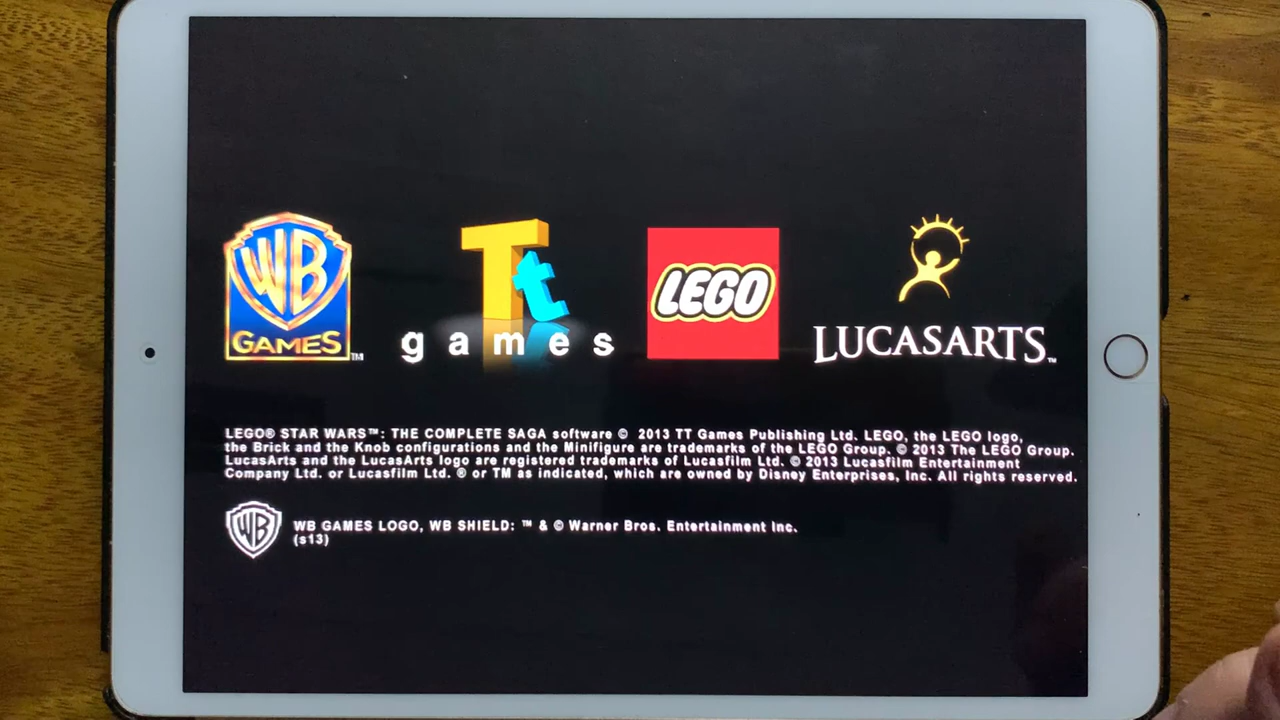 WB
GAMES™
Tt
games
LEGO
LUCASARTS™
LEGO® STAR WARS™: THE COMPLETE SAGA software © 2013 TT Games Publishing Ltd. LEGO, the LEGO logo,
the Brick and the Knob configurations and the Minifigure are trademarks of the LEGO Group. © 2013 The LEGO Group.
LucasArts and the LucasArts logo are registered trademarks of Lucasfilm Ltd. © 2013 Lucasfilm Entertainment
Company Ltd. or Lucasfilm Ltd. ® or TM as indicated, which are owned by Disney Enterprises, Inc. All rights reserved.
WB
WB GAMES LOGO, WB SHIELD: ™ & © Warner Bros. Entertainment Inc.
(s13)